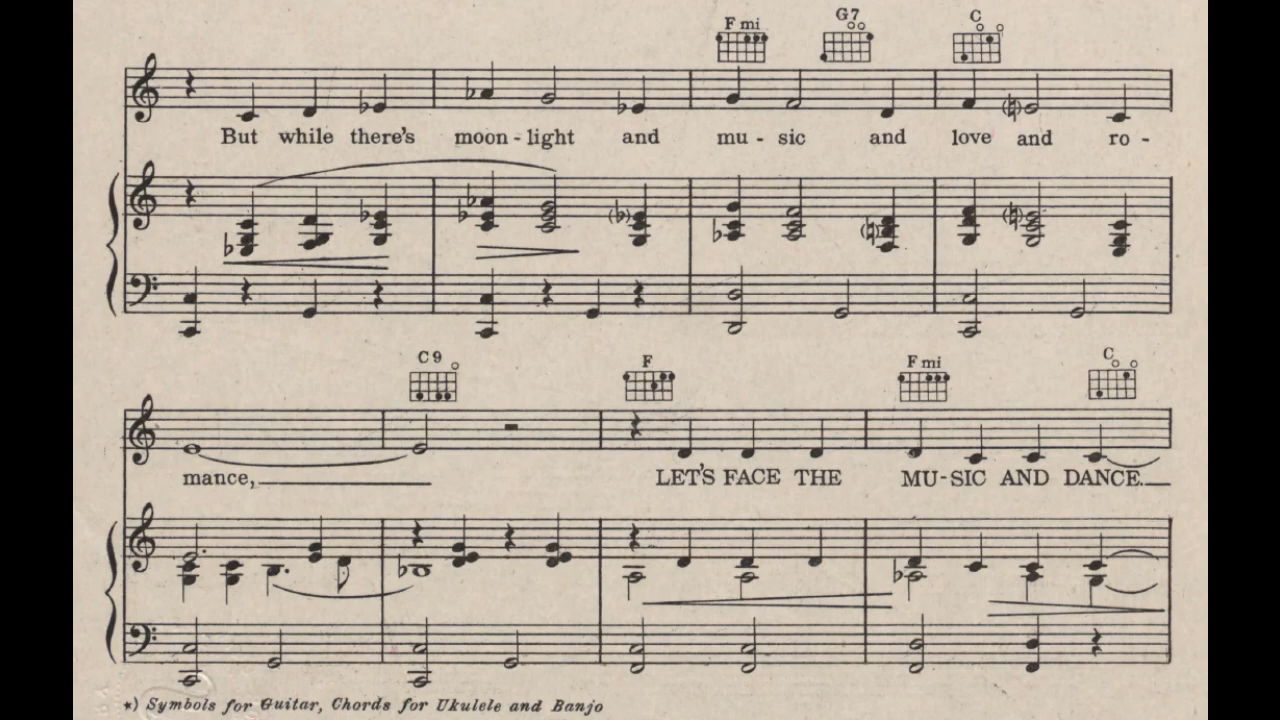 F mi G7 C
But while there's moon - light and mu - sic and love and ro -
C9 F F mi C
mance, LET'S FACE THE MU - SIC AND DANCE.
*) Symbols for Guitar, Chords for Ukulele and Banjo